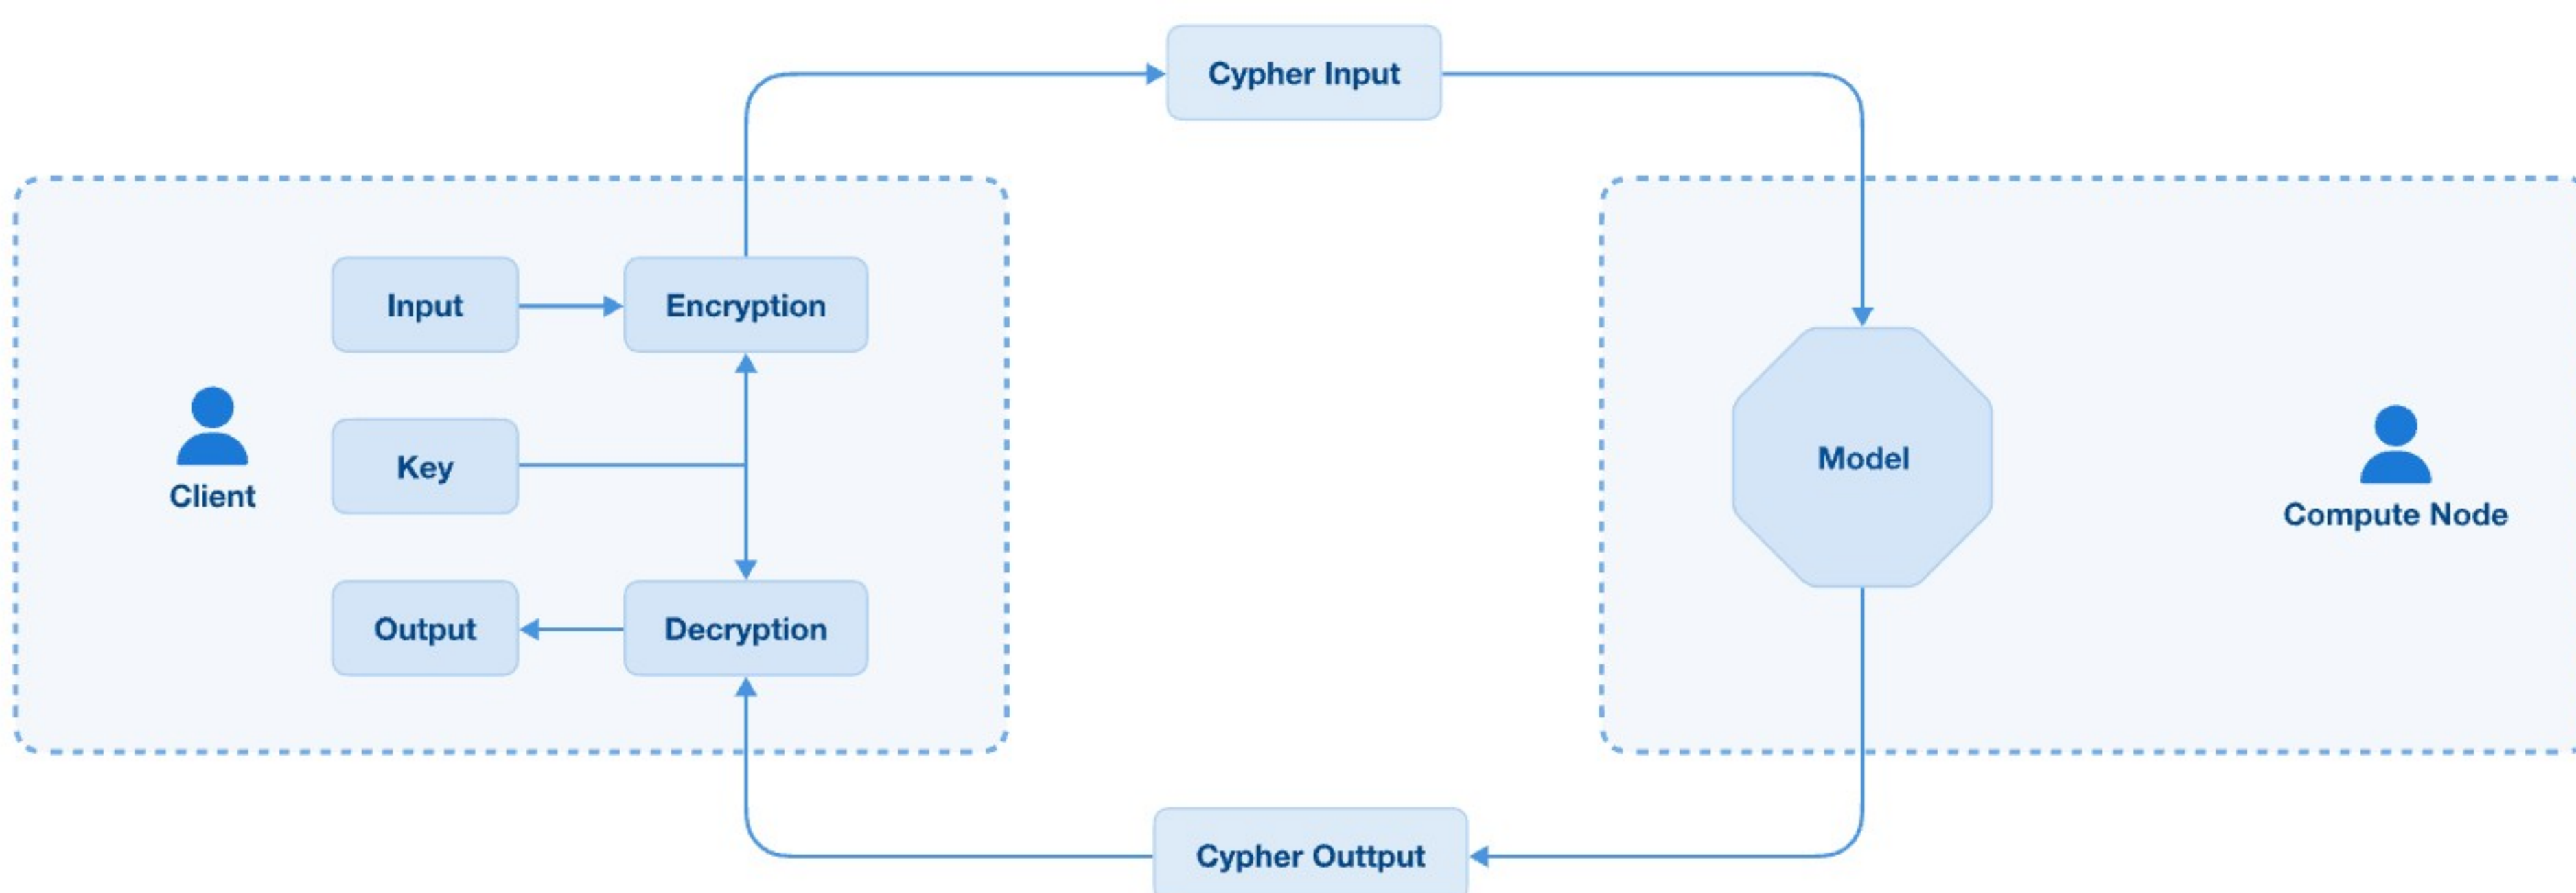 Cypher Input
Input
Encryption
Key
Client
Output
Decryption
Model
Compute Node
Cypher Outtput